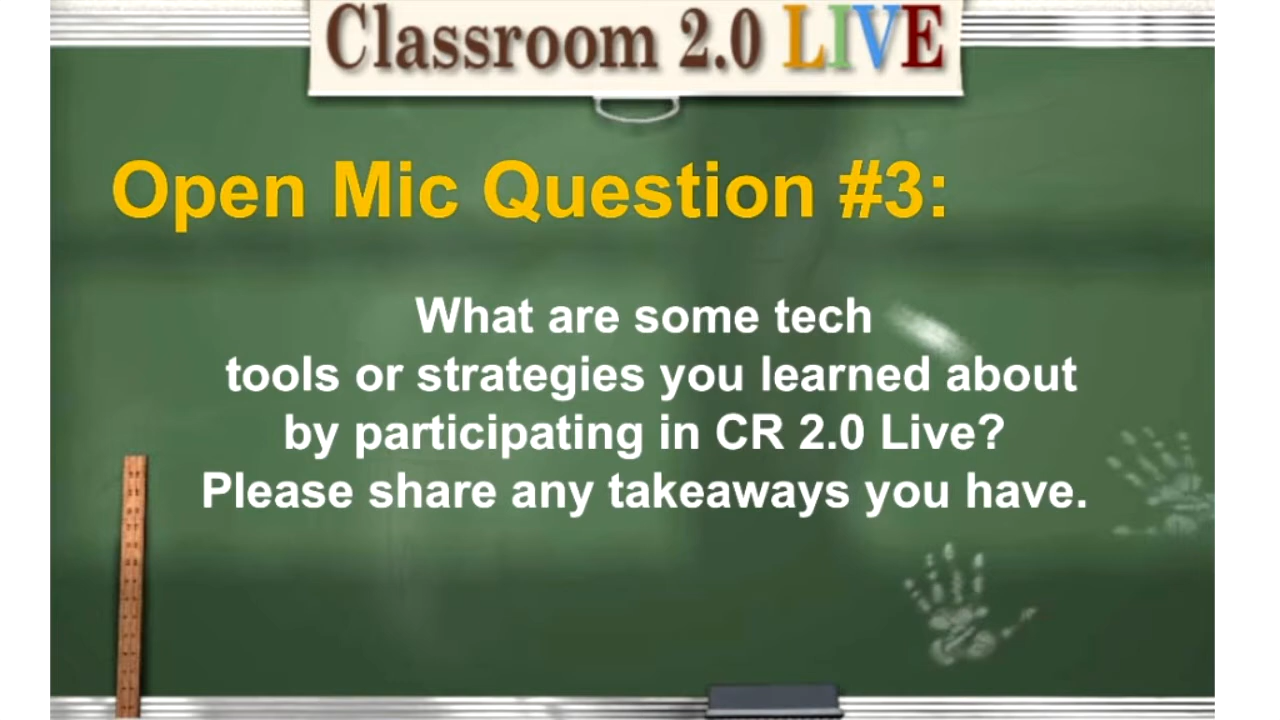 Classroom 2.0 LIVE
Open Mic Question #3:
What are some tech
tools or strategies you learned about
by participating in CR 2.0 Live?
Please share any takeaways you have.